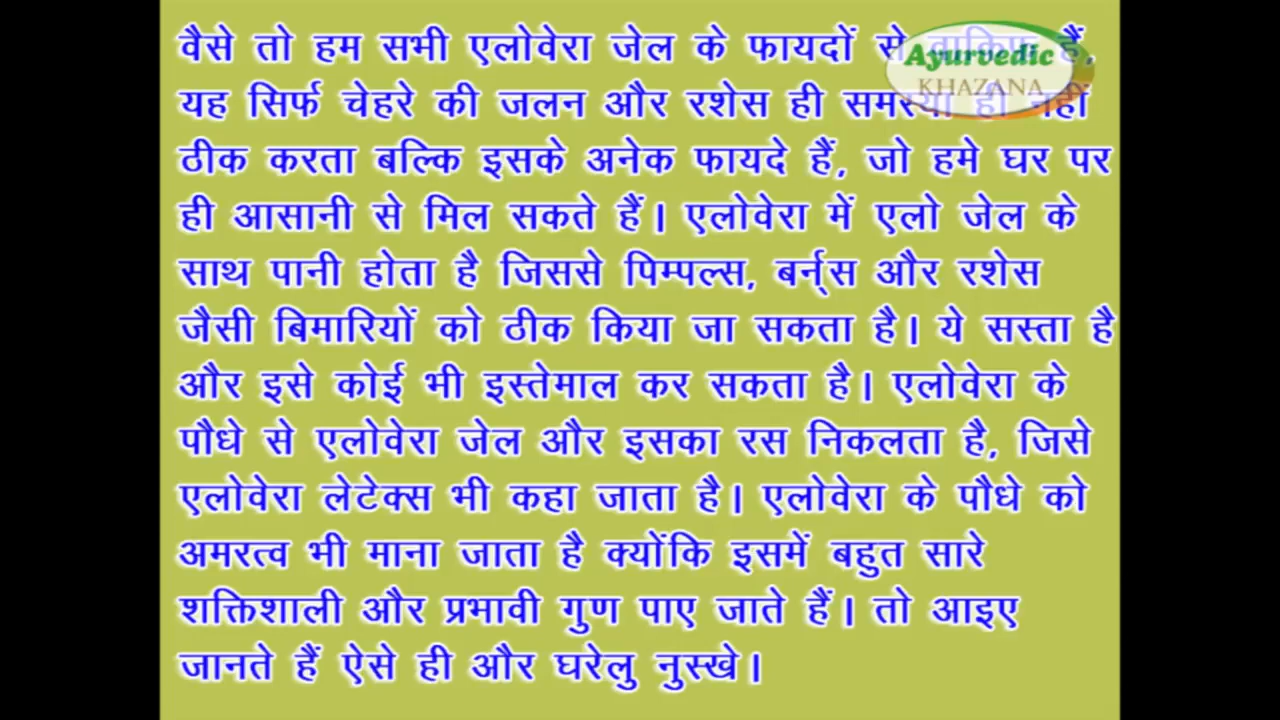 वैसे तो हम सभी एलोवेरा जेल के फायदों से वाकिफ हैं,
Ayurvedic
KHAZANA
यह सिर्फ चेहरे की जलन और रशेस ही समस्या ही नहीं
ठीक करता बल्कि इसके अनेक फायदे हैं, जो हमे घर पर
ही आसानी से मिल सकते हैं। एलोवेरा में एलो जेल के
साथ पानी होता है जिससे पिम्पल्स, बर्न्स और रशेस
जैसी बिमारियों को ठीक किया जा सकता है। ये सस्ता है
और इसे कोई भी इस्तेमाल कर सकता है। एलोवेरा के
पौधे से एलोवेरा जेल और इसका रस निकलता है, जिसे
एलोवेरा लेटेक्स भी कहा जाता है। एलोवेरा के पौधे को
अमरत्व भी माना जाता है क्योंकि इसमें बहुत सारे
शक्तिशाली और प्रभावी गुण पाए जाते हैं। तो आइए
जानते हैं ऐसे ही और घरेलु नुस्खे।